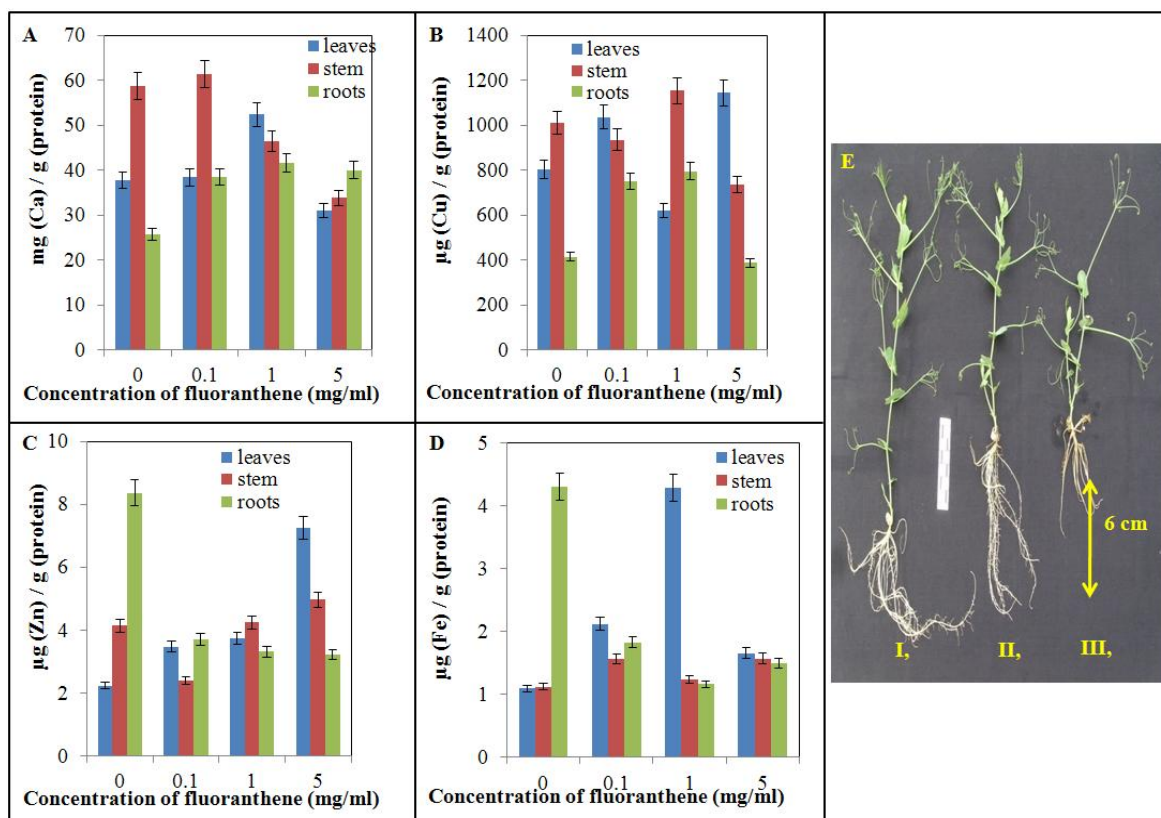 A
70
60
50
40
30
20
10
0
mg (Ca) / g (protein)
leaves
stem
roots
0 0.1 1 5
Concentration of fluoranthene (mg/ml)
B
1400
1200
1000
800
600
400
200
0
µg (Cu) / g (protein)
leaves
stem
roots
0 0.1 1 5
Concentration of fluoranthene (mg/ml)
C
10
8
6
4
2
0
µg (Zn) / g (protein)
leaves
stem
roots
0 0.1 1 5
Concentration of fluoranthene (mg/ml)
D
5
4
3
2
1
0
µg (Fe) / g (protein)
leaves
stem
roots
0 0.1 1 5
Concentration of fluoranthene (mg/ml)
E
6 cm
I, II, III,